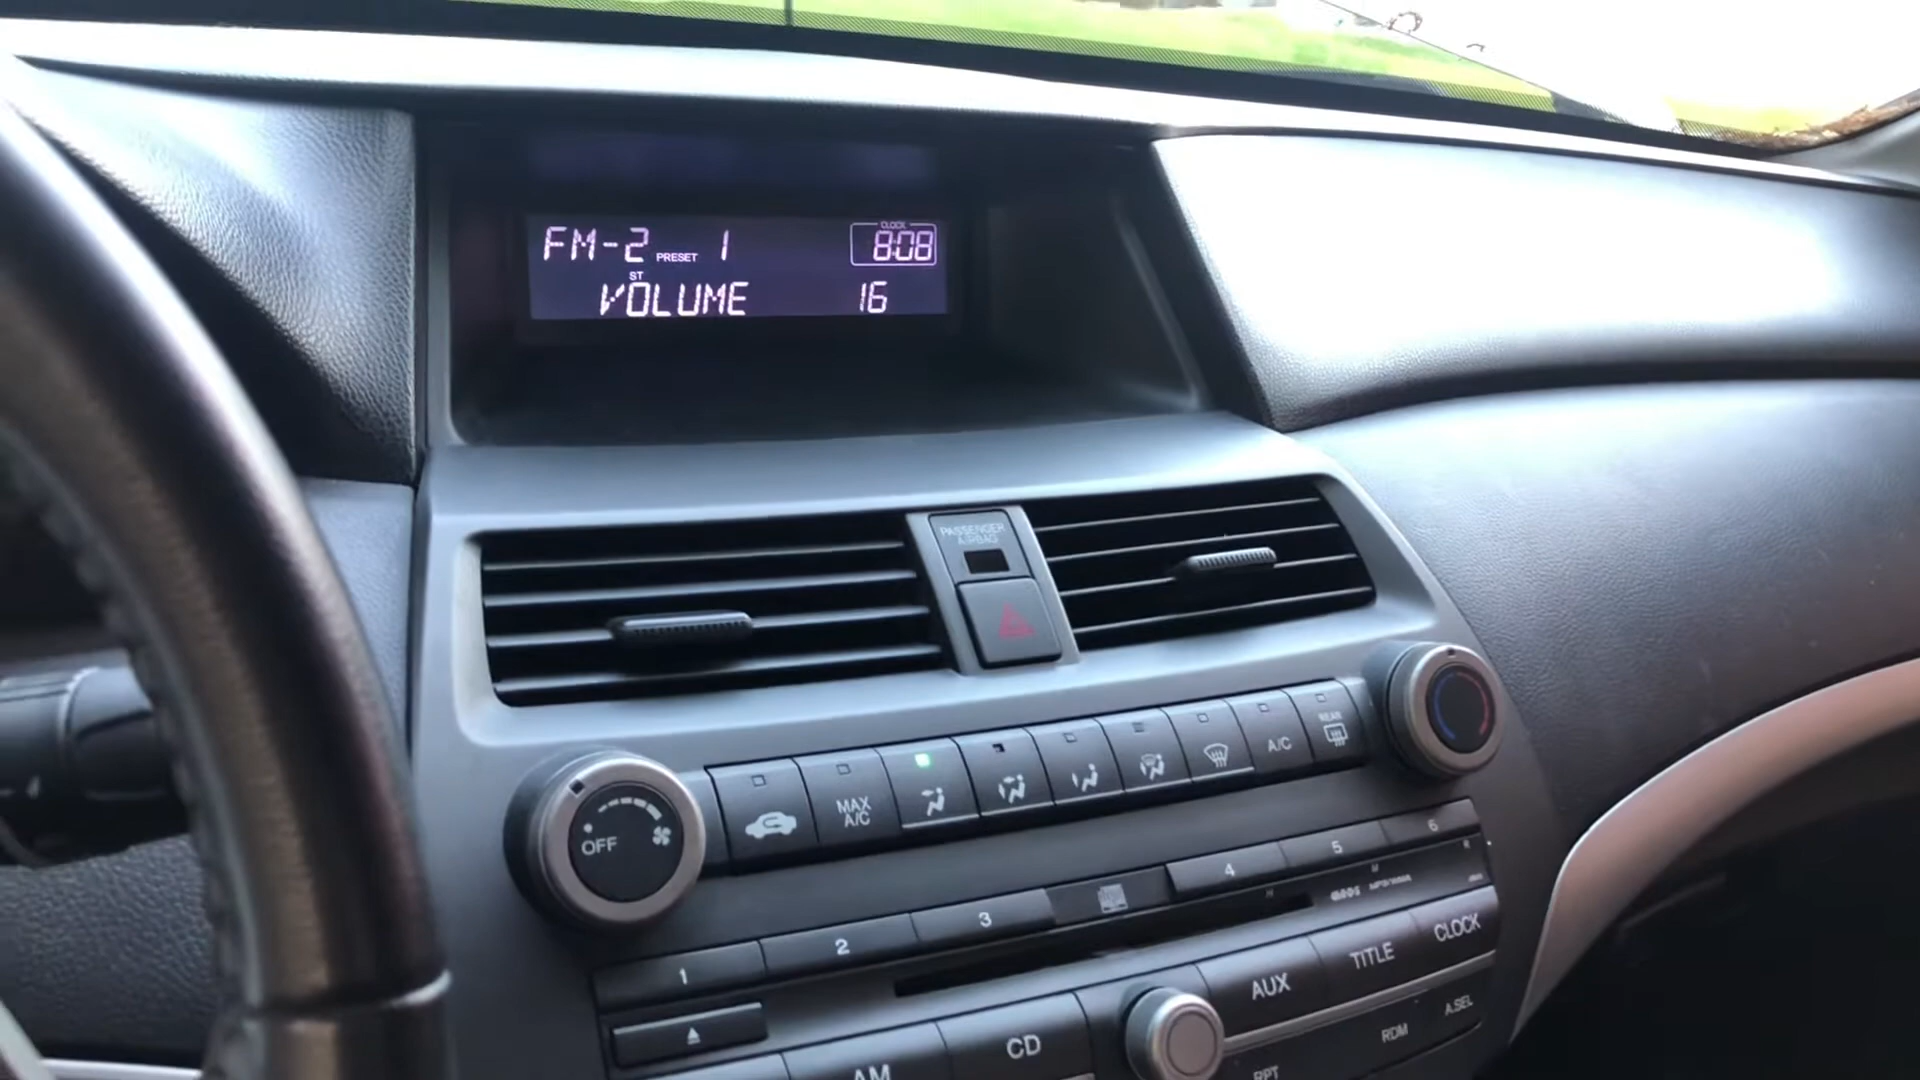 FM-2 PRESET 1
CLOCK
8:08
ST
VOLUME 16
PASSENGER
AIRBAG
OFF
MAX
A/C
A/C
REAR
1
2
3
4
5
6
AUX
TITLE
CLOCK
AM
CD
RPT
RDM
A.SEL